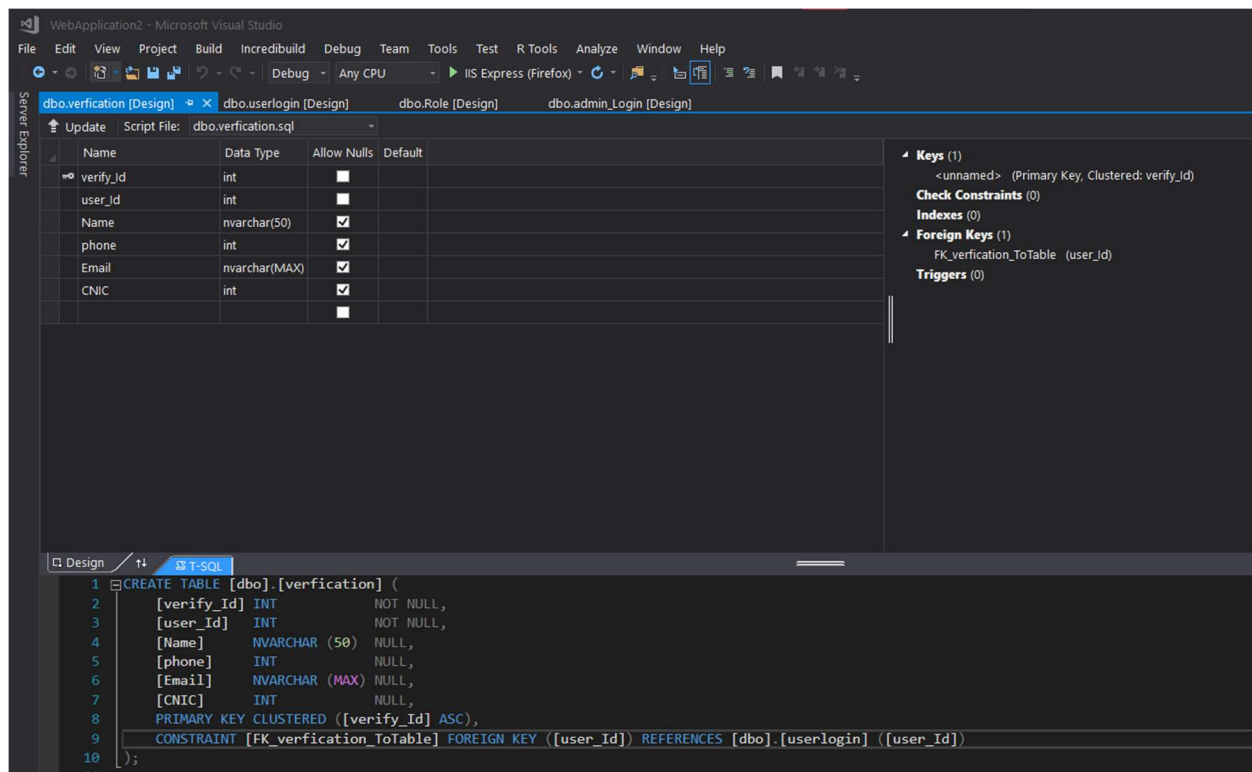 WebApplication2 - Microsoft Visual Studio
File Edit View Project Build Incredibuild Debug Team Tools Test R Tools Analyze Window Help
Debug Any CPU IIS Express (Firefox)
Server Explorer
dbo.verfication [Design] dbo.userlogin [Design] dbo.Role [Design] dbo.admin_Login [Design]
Update Script File: dbo.verfication.sql
Name Data Type Allow Nulls Default
verify_Id int
user_Id int
Name nvarchar(50)
phone int
Email nvarchar(MAX)
CNIC int
Keys (1)
<unnamed> (Primary Key, Clustered: verify_Id)
Check Constraints (0)
Indexes (0)
Foreign Keys (1)
FK_verfication_ToTable (user_Id)
Triggers (0)
Design T-SQL
1 CREATE TABLE [dbo].[verfication] (
2 [verify_Id] INT NOT NULL,
3 [user_Id] INT NOT NULL,
4 [Name] NVARCHAR (50) NULL,
5 [phone] INT NULL,
6 [Email] NVARCHAR (MAX) NULL,
7 [CNIC] INT NULL,
8 PRIMARY KEY CLUSTERED ([verify_Id] ASC),
9 CONSTRAINT [FK_verfication_ToTable] FOREIGN KEY ([user_Id]) REFERENCES [dbo].[userlogin] ([user_Id])
10 );